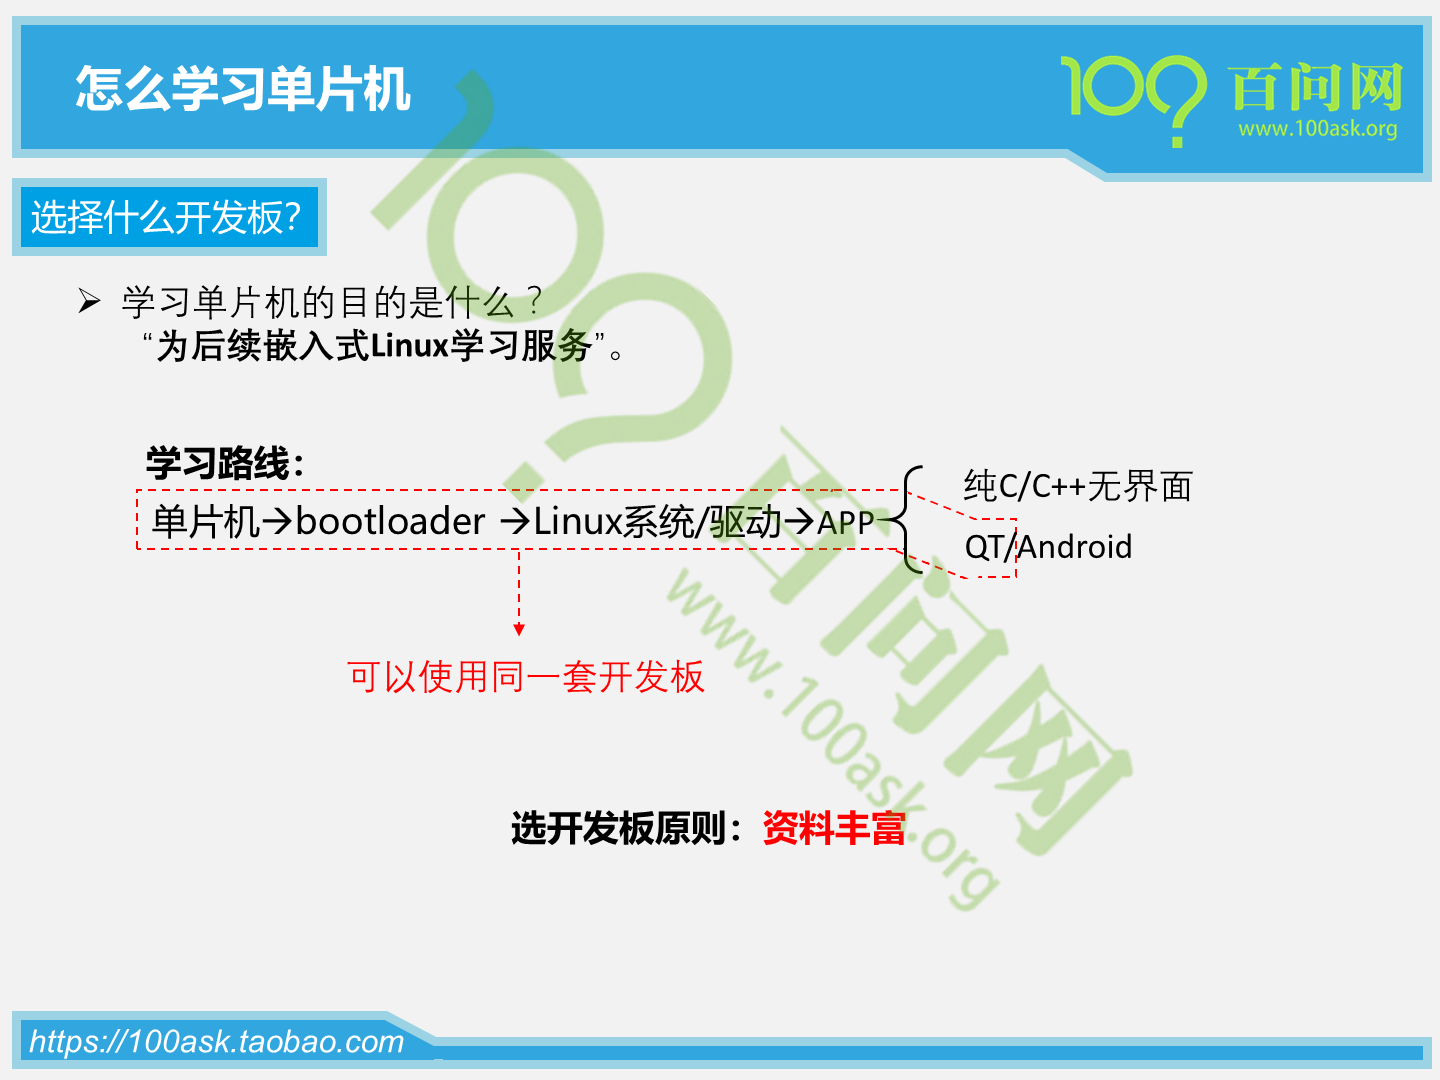 怎么学习单片机
100? 百问网
www.100ask.org
选择什么开发板?
➢ 学习单片机的目的是什么？
“为后续嵌入式Linux学习服务”。
学习路线：
单片机→bootloader →Linux系统/驱动→APP
纯C/C++无界面
QT/Android
可以使用同一套开发板
选开发板原则：资料丰富
100? 百问网
www.100ask.org
https://100ask.taobao.com